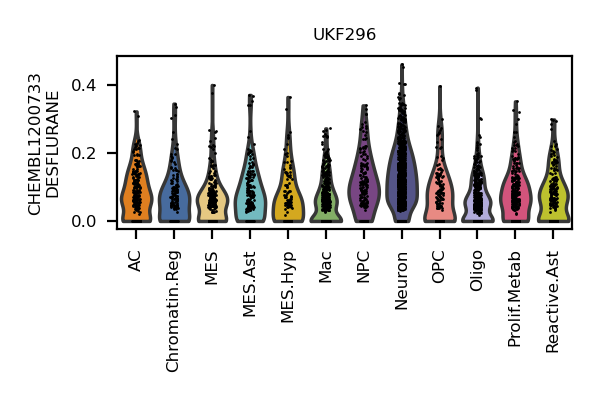 UKF296
CHEMBL1200733
DESFLURANE
0.4
0.2
0.0
AC
Chromatin.Reg
MES
MES.Ast
MES.Hyp
Mac
NPC
Neuron
OPC
Oligo
Prolif.Metab
Reactive.Ast